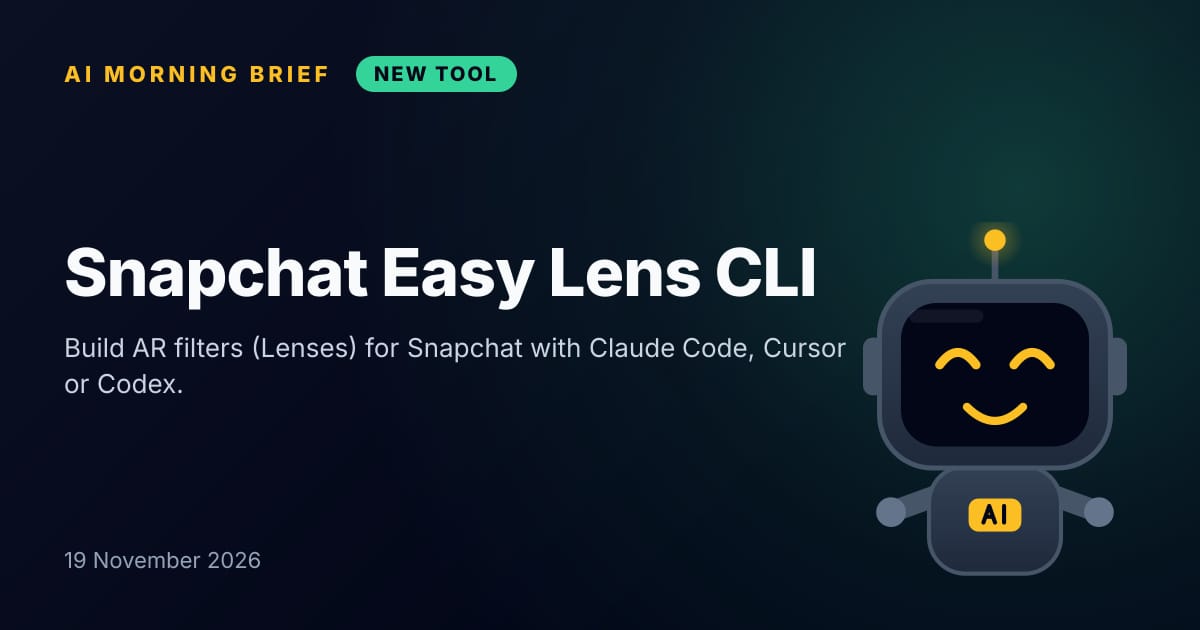 AI MORNING BRIEF
NEW TOOL
Snapchat Easy Lens CLI
Build AR filters (Lenses) for Snapchat with Claude Code, Cursor
or Codex.
AI
19 November 2026